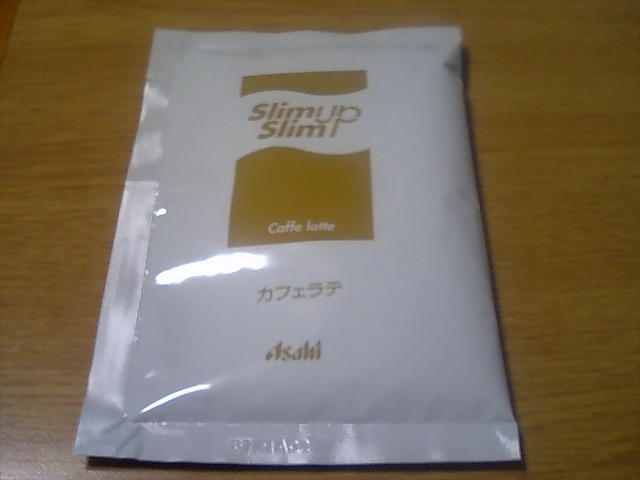 Slim up
Slim
Caffe latte
カフェラテ
Asahi